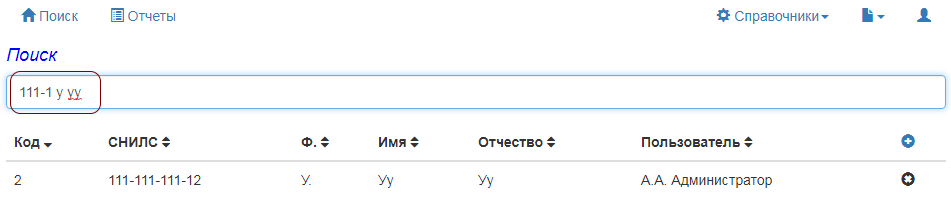 Поиск Отчеты Справочники
Поиск
111-1 у уу
Код СНИЛС Ф. Имя Отчество Пользователь
2 111-111-111-12 У. Уу Уу А.А. Администратор